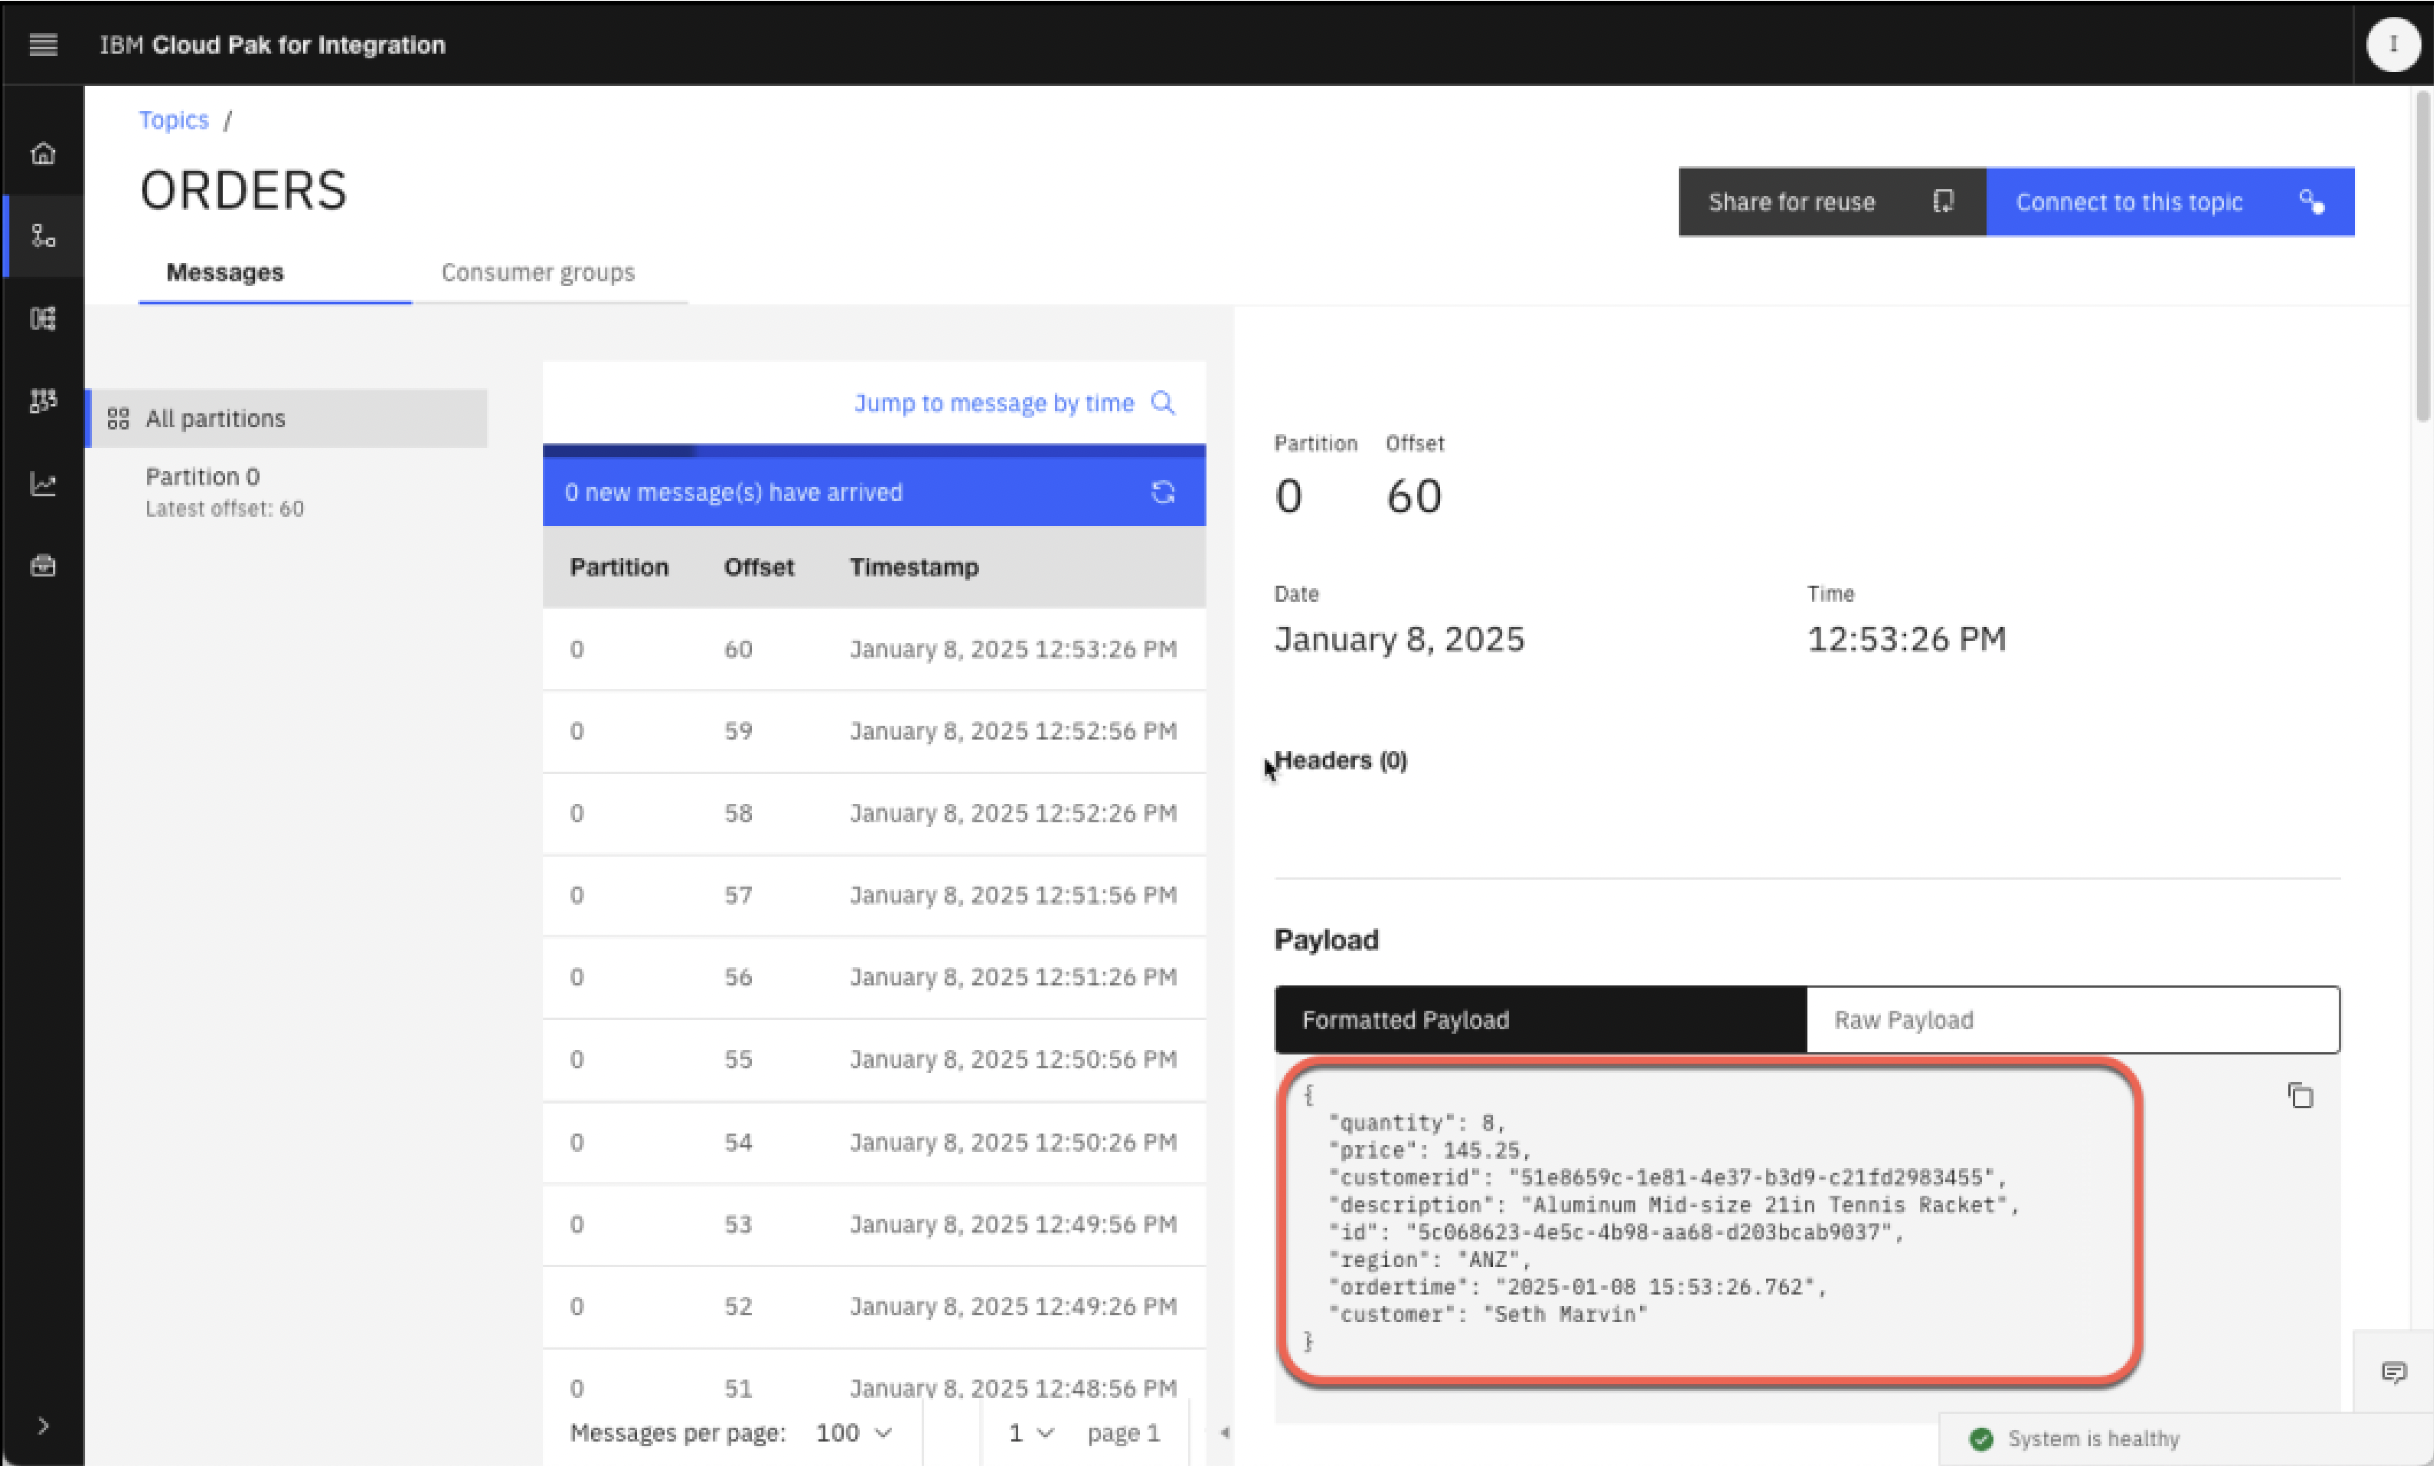 IBM Cloud Pak for Integration
I
Topics /
ORDERS
Share for reuse
Connect to this topic
Messages
Consumer groups
All partitions
Partition 0
Latest offset: 60
Jump to message by time
0 new message(s) have arrived
Partition Offset Timestamp
0 60 January 8, 2025 12:53:26 PM
0 59 January 8, 2025 12:52:56 PM
0 58 January 8, 2025 12:52:26 PM
0 57 January 8, 2025 12:51:56 PM
0 56 January 8, 2025 12:51:26 PM
0 55 January 8, 2025 12:50:56 PM
0 54 January 8, 2025 12:50:26 PM
0 53 January 8, 2025 12:49:56 PM
0 52 January 8, 2025 12:49:26 PM
0 51 January 8, 2025 12:48:56 PM
Messages per page: 100
1
page 1
Partition Offset
0 60
Date Time
January 8, 2025 12:53:26 PM
Headers (0)
Payload
Formatted Payload
Raw Payload
{
"quantity": 8,
"price": 145.25,
"customerid": "51e8659c-1e81-4e37-b3d9-c21fd2983455",
"description": "Aluminum Mid-size 21in Tennis Racket",
"id": "5c068623-4e5c-4b98-aa68-d203bcab9037",
"region": "ANZ",
"ordertime": "2025-01-08 15:53:26.762",
"customer": "Seth Marvin"
}
System is healthy